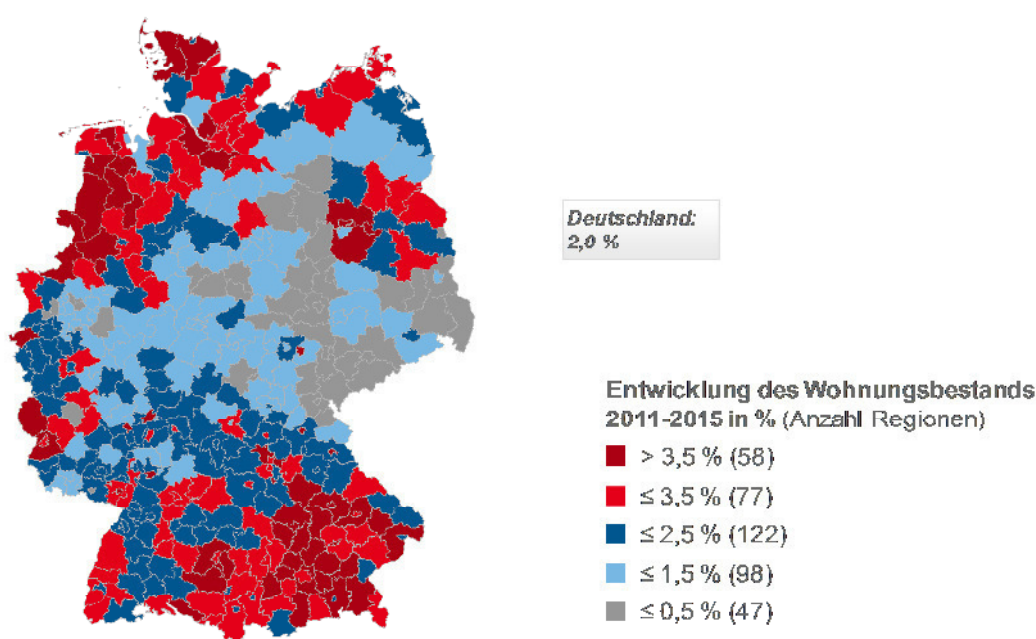 Deutschland:
2,0 %
Entwicklung des Wohnungsbestands
2011-2015 in % (Anzahl Regionen)
> 3,5 % (58)
≤ 3,5 % (77)
≤ 2,5 % (122)
≤ 1,5 % (98)
≤ 0,5 % (47)